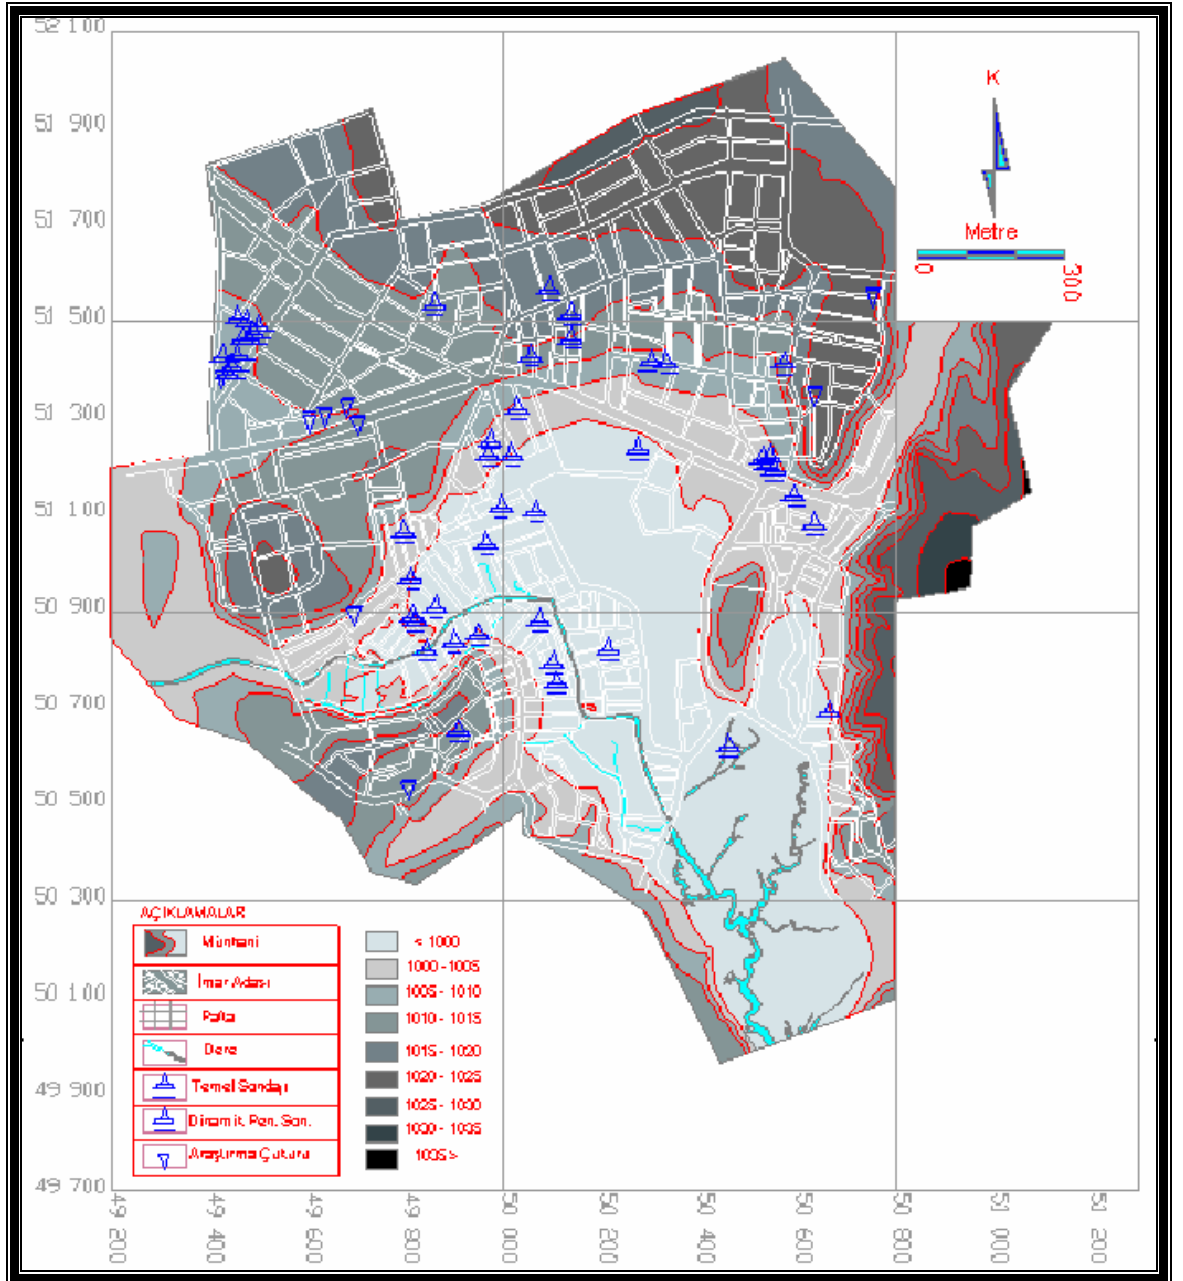 52 100
51 900
51 700
51 500
51 300
51 100
50 900
50 700
50 500
50 300
50 100
49 900
49 700
K
Metre
0
300
AÇIKLAMALAR
Münhani
İmar Adası
Pafta
Dere
Temel Sondajı
Dinamik Pen. Son.
Araştırma Çukuru
< 1000
1000 - 1005
1005 - 1010
1010 - 1015
1015 - 1020
1020 - 1025
1025 - 1030
1030 - 1035
1035 >
49 200
49 400
49 600
49 800
50 000
50 200
50 400
50 600
50 800
51 000
51 200